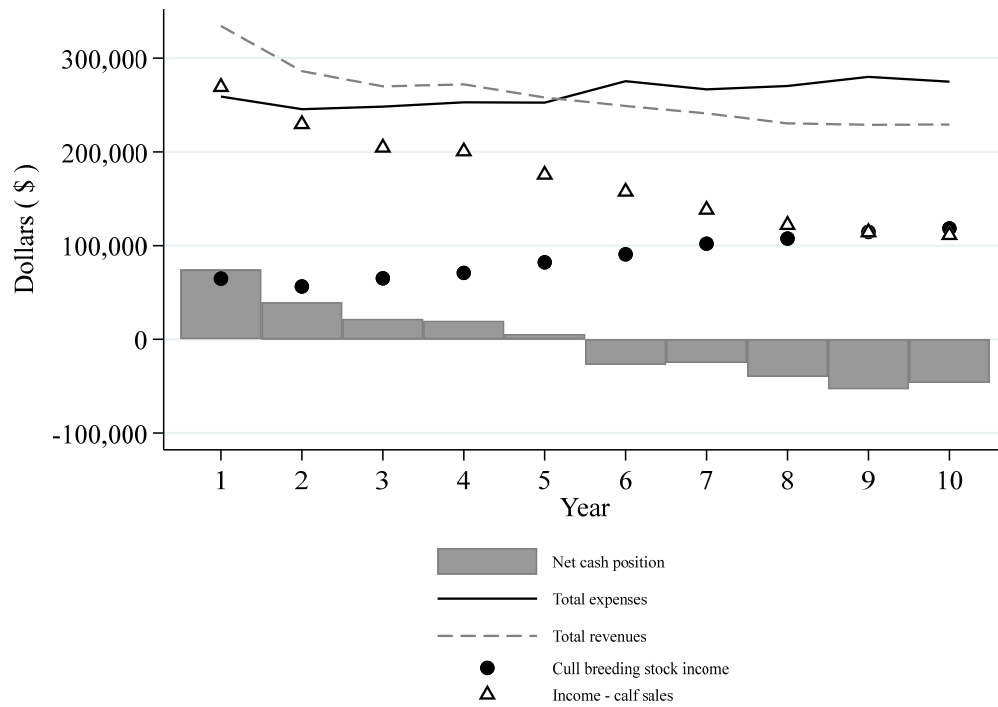 300,000
200,000
100,000
0
-100,000
Dollars ( $ )
1 2 3 4 5 6 7 8 9 10
Year
Net cash position
Total expenses
Total revenues
Cull breeding stock income
Income - calf sales